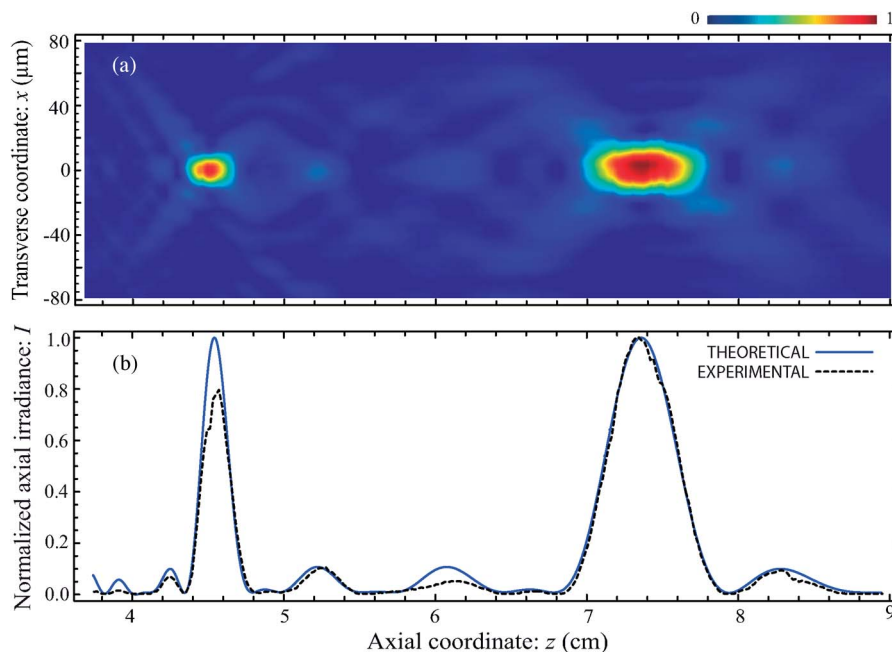 0 1
80
(a)
40
0
-40
-80
Transverse coordinate: x (μm)
1.0
(b)
THEORETICAL
EXPERIMENTAL
0.8
0.6
0.4
0.2
0.0
Normalized axial irradiance: I
4 5 6 7 8 9
Axial coordinate: z (cm)